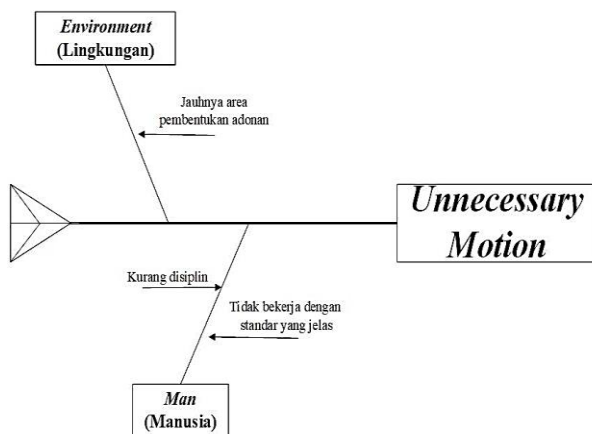 Environment
(Lingkungan)
Jauhnya area
pembentukan adonan
Unnecessary
Motion
Kurang disiplin
Tidak bekerja dengan
standar yang jelas
Man
(Manusia)